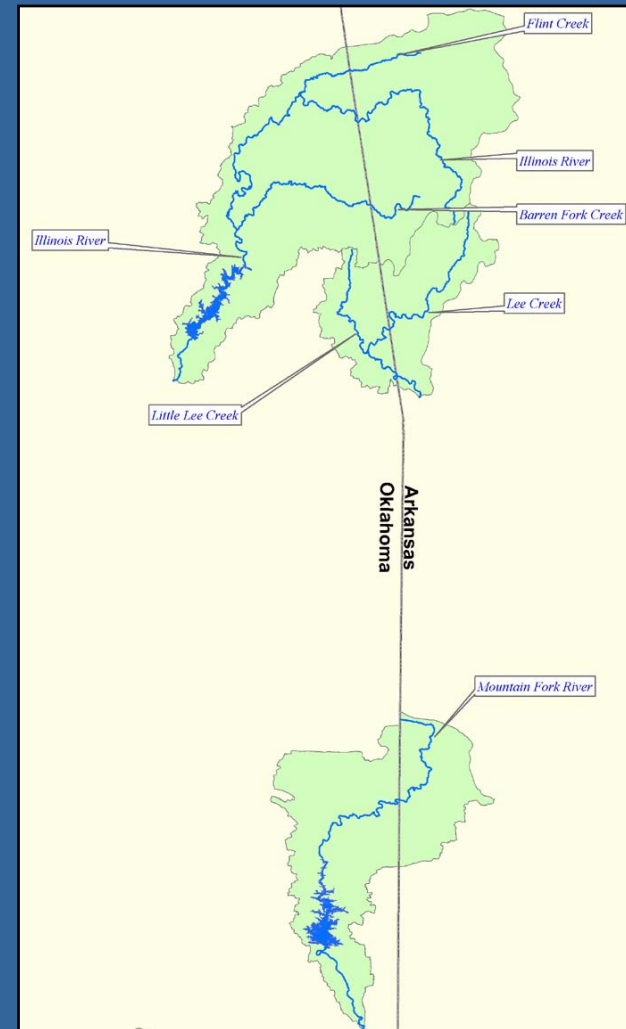 Flint Creek
Illinois River
Barren Fork Creek
Illinois River
Lee Creek
Little Lee Creek
Arkansas
Oklahoma
Mountain Fork River